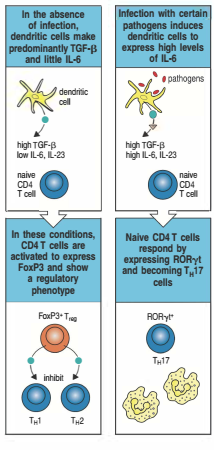 In the absence
of infection,
dendritic cells make
predominantly TGF-β
and little IL-6
dendritic
cell
high TGF-β
low IL-6, IL-23
naive
CD4
T cell
In these conditions,
CD4 T cells are
activated to express
FoxP3 and show
a regulatory
phenotype
FoxP3⁺ Treg
inhibit
TH1
TH2
Infection with certain
pathogens induces
dendritic cells to
express high levels
of IL-6
pathogens
high TGF-β
high IL-6, IL-23
naive
CD4
T cell
Naive CD4 T cells
respond by
expressing RORγt
and becoming TH17
cells
RORγt⁺
TH17